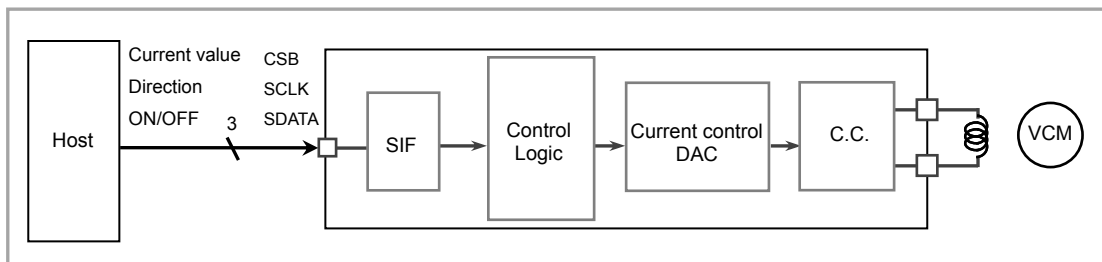 Host
Current value
Direction
ON/OFF
CSB
SCLK
SDATA
3
SIF
Control
Logic
Current control
DAC
C.C.
VCM